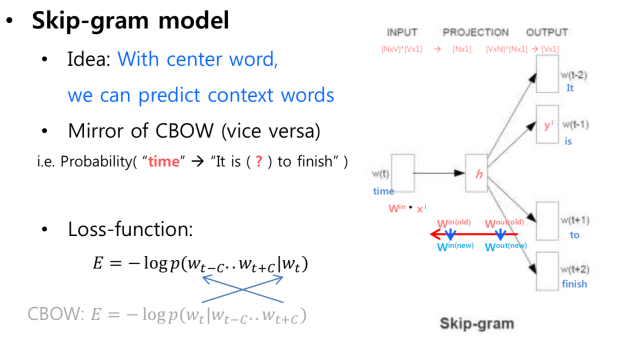 • Skip-gram model
• Idea: With center word,
we can predict context words
• Mirror of CBOW (vice versa)
i.e. Probability( “time” → “It is ( ? ) to finish” )
• Loss-function:
E = − log p(w_{t−C}..w_{t+C}|w_t)
CBOW: E = − log p(w_t|w_{t−C}..w_{t+C})
INPUT PROJECTION OUTPUT
[NxV]*[Vx1] → [Nx1] [VxN]*[Nx1] → [Vx1]
w(t-2)
It
y^i w(t-1)
is
w(t) h
time
W^in • x^i
W^in(old) W^out(old)
W^in(new) W^out(new)
w(t+1)
to
w(t+2)
finish
Skip-gram